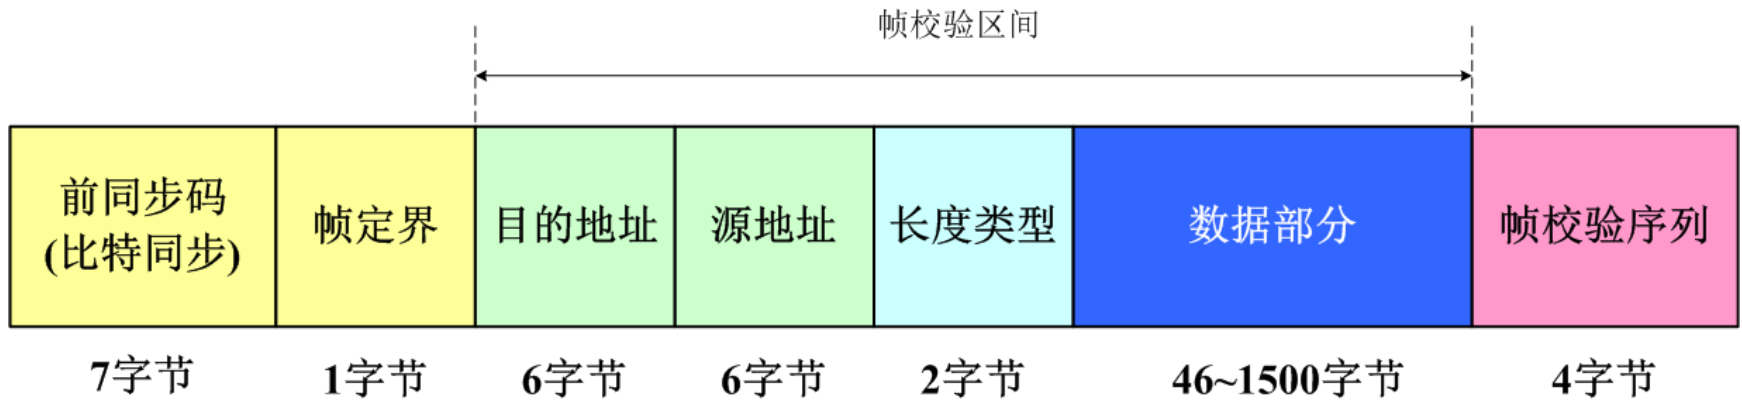 帧校验区间
前同步码
(比特同步)
帧定界
目的地址
源地址
长度类型
数据部分
帧校验序列
7字节
1字节
6字节
6字节
2字节
46~1500字节
4字节